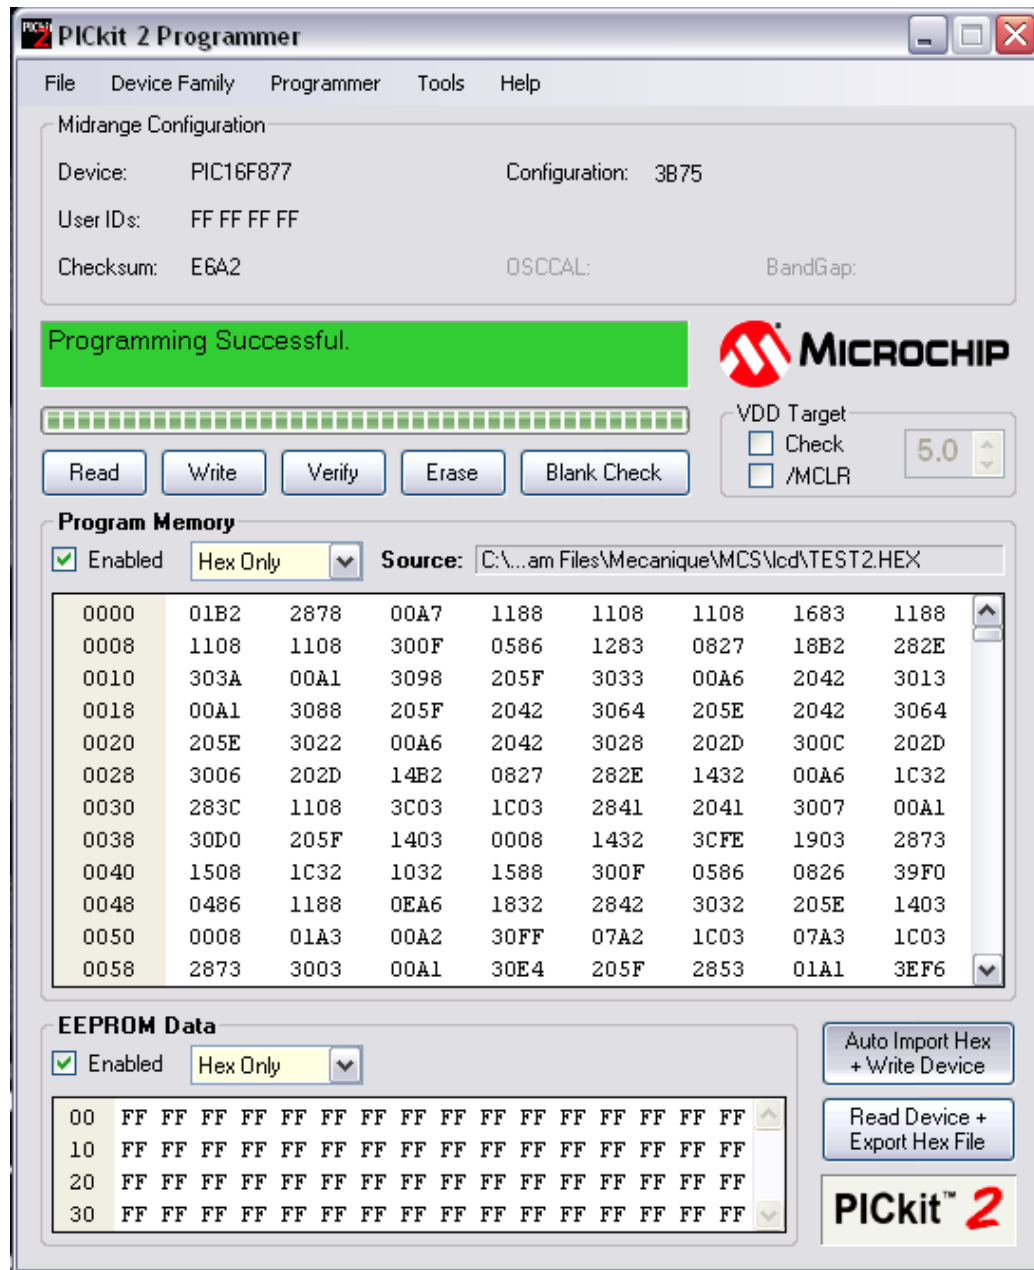 PICkit 2 Programmer
File Device Family Programmer Tools Help
Midrange Configuration
Device: PIC16F877 Configuration: 3B75
User IDs: FF FF FF FF
Checksum: E6A2 OSCCAL: BandGap:
Programming Successful.
MICROCHIP
VDD Target
Check
/MCLR
5.0
Read Write Verify Erase Blank Check
Program Memory
Enabled Hex Only Source: C:\...am Files\Mecanique\MCS\lcd\TEST2.HEX
0000 01B2 2878 00A7 1188 1108 1108 1683 1188
0008 1108 1108 300F 0586 1283 0827 18B2 282E
0010 303A 00A1 3098 205F 3033 00A6 2042 3013
0018 00A1 3088 205F 2042 3064 205E 2042 3064
0020 205E 3022 00A6 2042 3028 202D 300C 202D
0028 3006 202D 14B2 0827 282E 1432 00A6 1C32
0030 283C 1108 3C03 1C03 2841 2041 3007 00A1
0038 30D0 205F 1403 0008 1432 3CFE 1903 2873
0040 1508 1C32 1032 1588 300F 0586 0826 39F0
0048 0486 1188 0EA6 1832 2842 3032 205E 1403
0050 0008 01A3 00A2 30FF 07A2 1C03 07A3 1C03
0058 2873 3003 00A1 30E4 205F 2853 01A1 3EF6
EEPROM Data
Enabled Hex Only
00 FF FF FF FF FF FF FF FF FF FF FF FF FF FF FF FF
10 FF FF FF FF FF FF FF FF FF FF FF FF FF FF FF FF
20 FF FF FF FF FF FF FF FF FF FF FF FF FF FF FF FF
30 FF FF FF FF FF FF FF FF FF FF FF FF FF FF FF FF
Auto Import Hex
+ Write Device
Read Device +
Export Hex File
PICkit™ 2